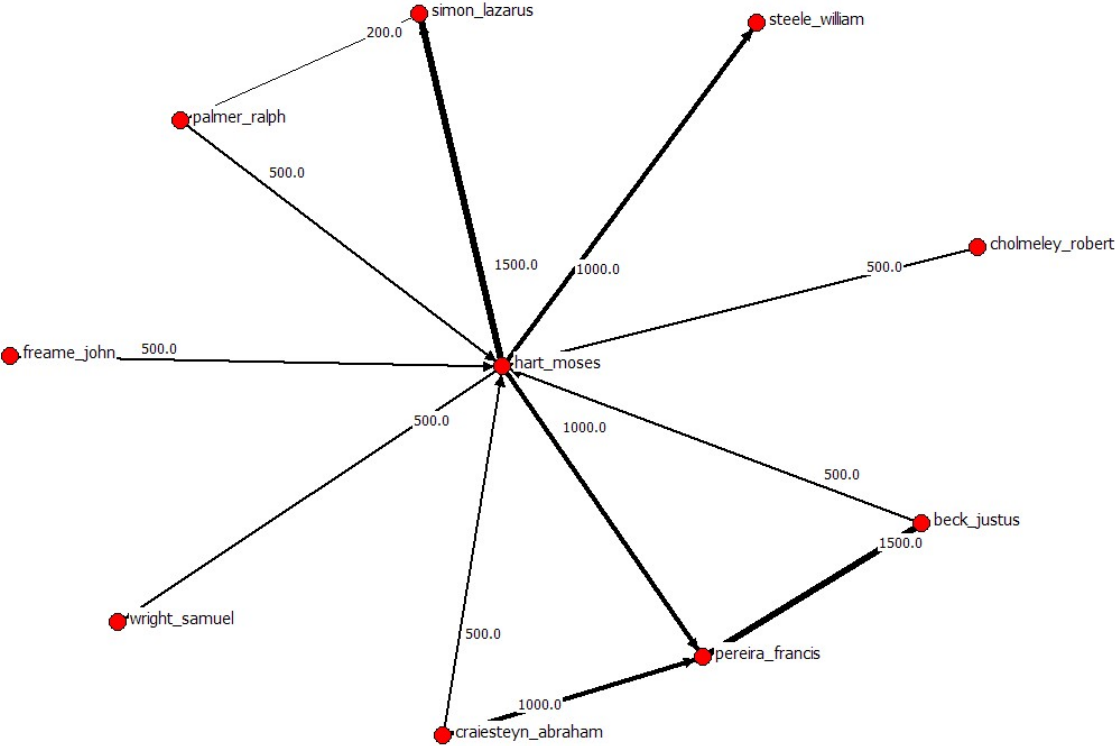 simon_lazarus
steele_william
200.0
palmer_ralph
500.0
cholmeley_robert
1500.0
1000.0
500.0
freame_john
500.0
hart_moses
500.0
1000.0
500.0
beck_justus
1500.0
wright_samuel
500.0
pereira_francis
1000.0
craiesteyn_abraham